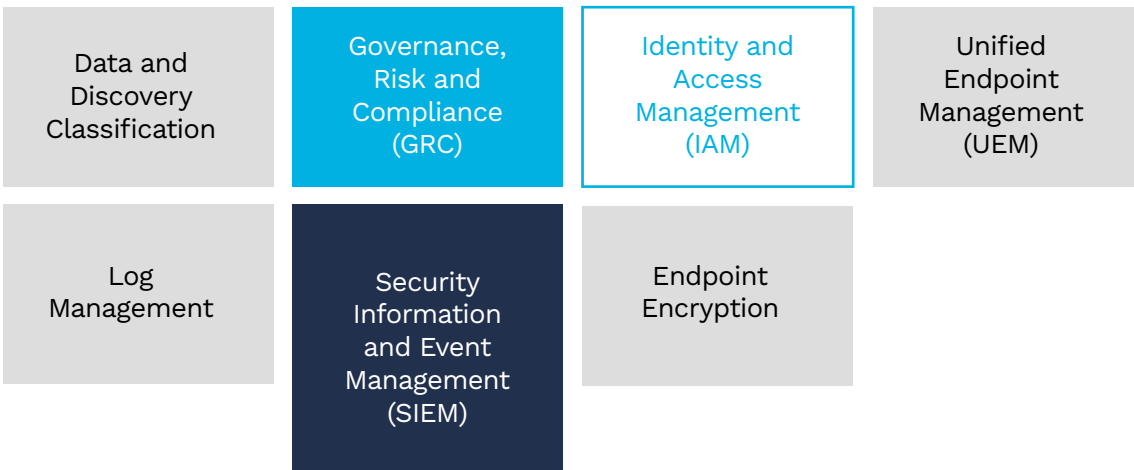 Data and
Discovery
Classification
Governance,
Risk and
Compliance
(GRC)
Identity and
Access
Management
(IAM)
Unified
Endpoint
Management
(UEM)
Log
Management
Security
Information
and Event
Management
(SIEM)
Endpoint
Encryption